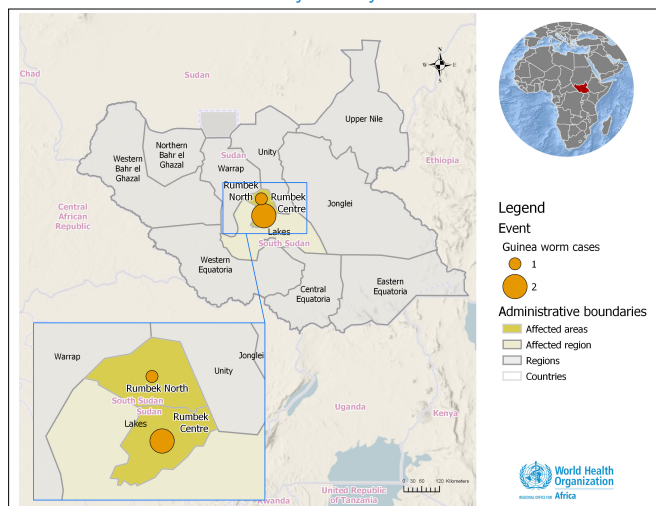 Chad
Sudan
N
W
E
S
Upper Nile
Northern
Bahr el
Ghazal
Western
Bahr el
Ghazal
Unity
Sudan
Warrap
Ethiopia
Rumbek
North
Rumbek
Centre
Jonglei
Central
African
Republic
Lakes
South Sudan
Western
Equatoria
Central
Equatoria
Eastern
Equatoria
Warrap
Jonglei
Unity
Rumbek North
South Sudan
Sudan
Lakes
Rumbek
Centre
Uganda
Kenya
0 30 60 120 Kilometers
United Republic
of Tanzania
Rwanda
Legend
Event
Guinea worm cases
1
2
Administrative boundaries
Affected areas
Affected region
Regions
Countries
World Health
Organization
REGIONAL OFFICE FOR Africa